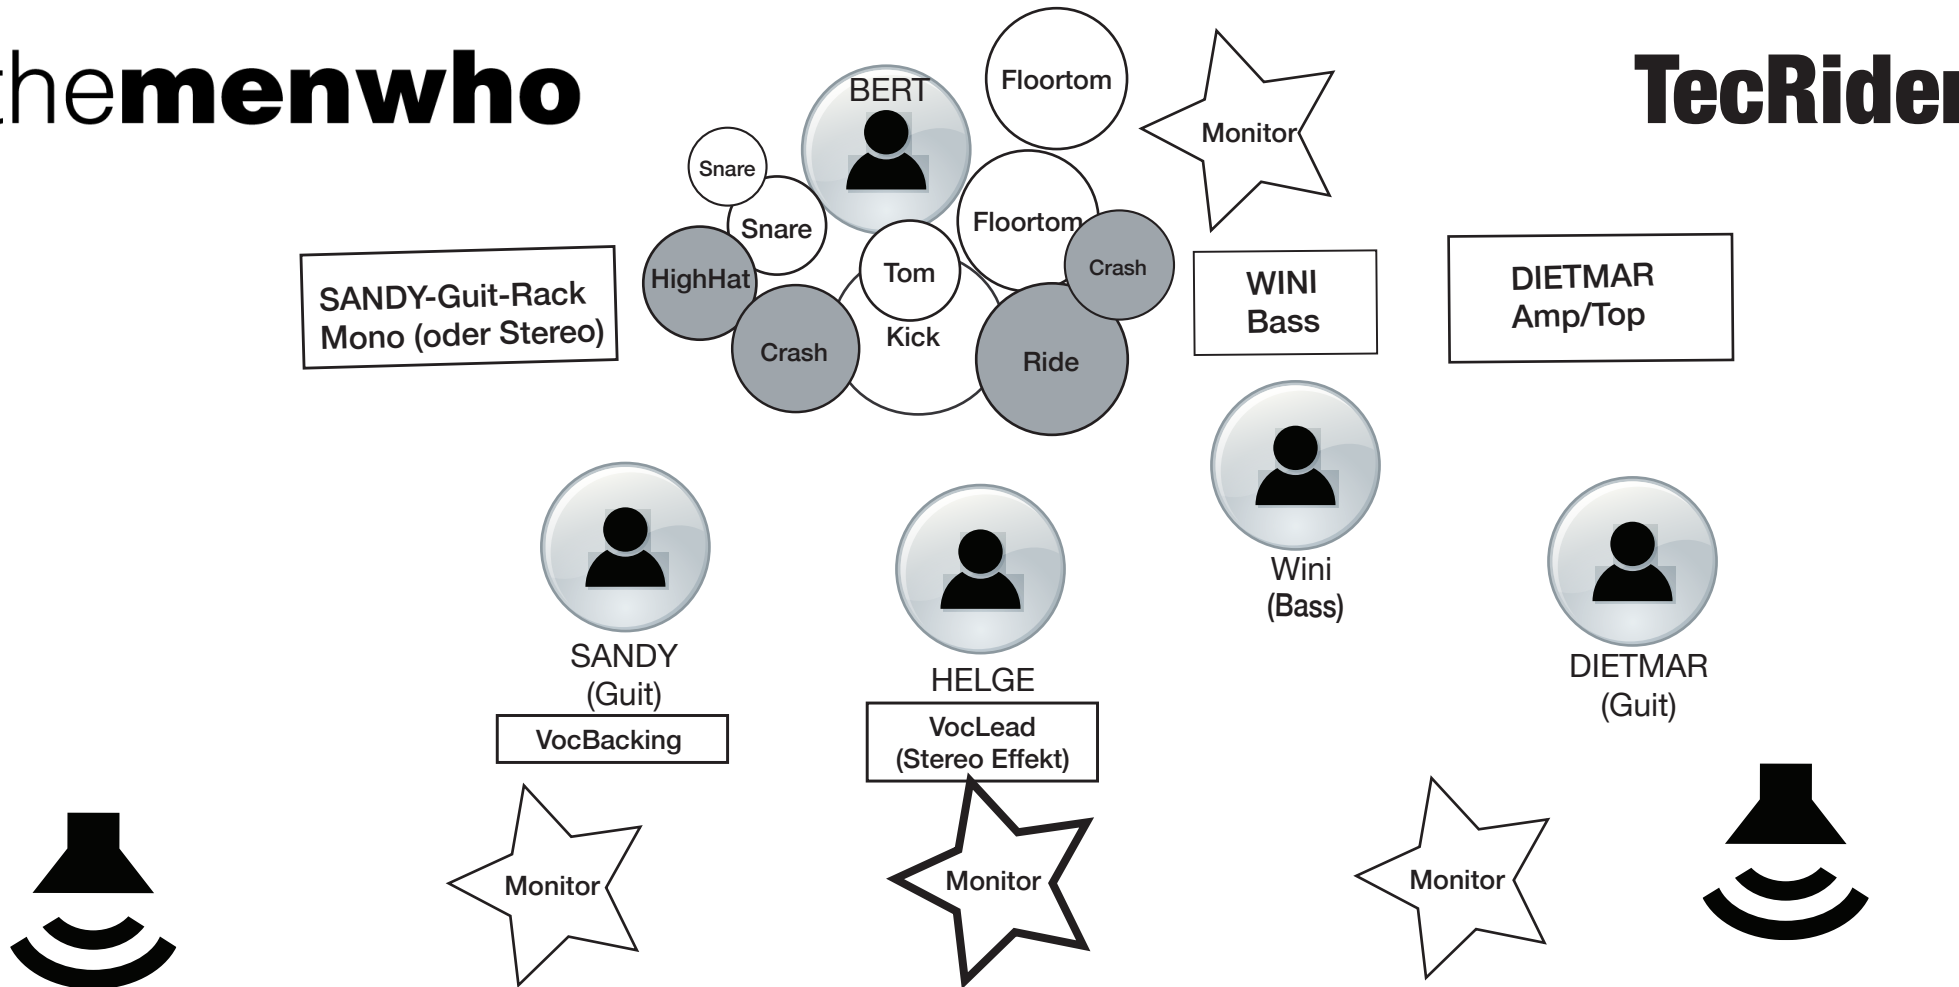 themenwho
TecRider
BERT
Floortom
Monitor
Snare
Snare
Floortom
HighHat
Tom
Crash
Kick
Crash
Ride
SANDY-Guit-Rack
Mono (oder Stereo)
WINI
Bass
DIETMAR
Amp/Top
Wini
(Bass)
SANDY
(Guit)
VocBacking
HELGE
VocLead
(Stereo Effekt)
DIETMAR
(Guit)
Monitor
Monitor
Monitor